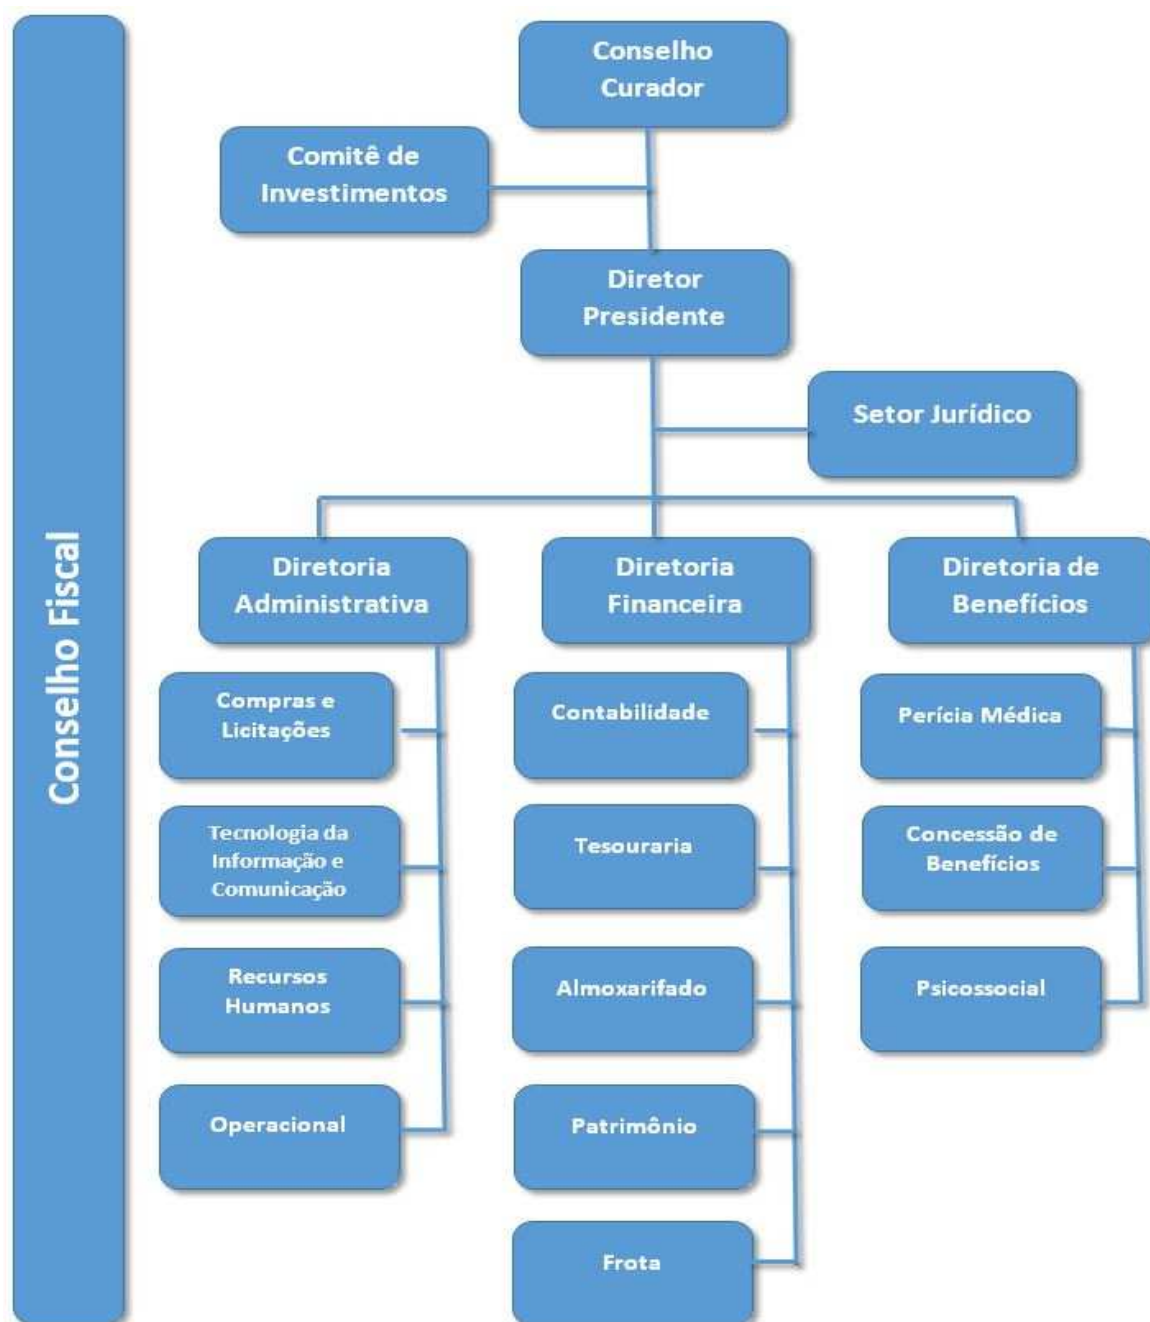 Conselho Fiscal
Conselho
Curador
Comitê de
Investimentos
Diretor
Presidente
Setor Jurídico
Diretoria
Administrativa
Diretoria
Financeira
Diretoria de
Benefícios
Compras e
Licitações
Tecnologia da
Informação e
Comunicação
Recursos
Humanos
Operacional
Contabilidade
Tesouraria
Almoxarifado
Patrimônio
Frota
Perícia Médica
Concessão de
Benefícios
Psicossocial